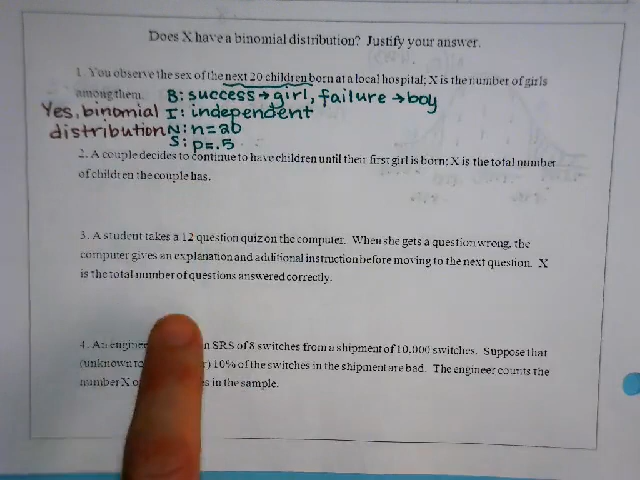 Does X have a binomial distribution? Justify your answer.
1. You observe the sex of the next 20 children born at a local hospital; X is the number of girls
among them. B: success → girl, failure → boy
Yes, binomial I: independent
distribution N: n=20
S: p=.5
2. A couple decides to continue to have children until their first girl is born; X is the total number
of children the couple has.
3. A student takes a 12 question quiz on the computer. When she gets a question wrong, the
computer gives an explanation and additional instruction before moving to the next question. X
is the total number of questions answered correctly.
4. An SRS of 8 switches from a shipment of 10,000 switches. Suppose that
(unknown 10% of the switches in the shipment are bad. The engineer counts the
number X in the sample.